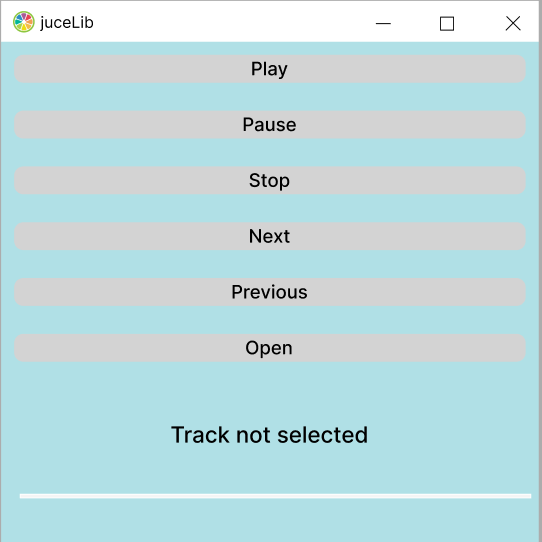 juceLib
Play
Pause
Stop
Next
Previous
Open
Track not selected